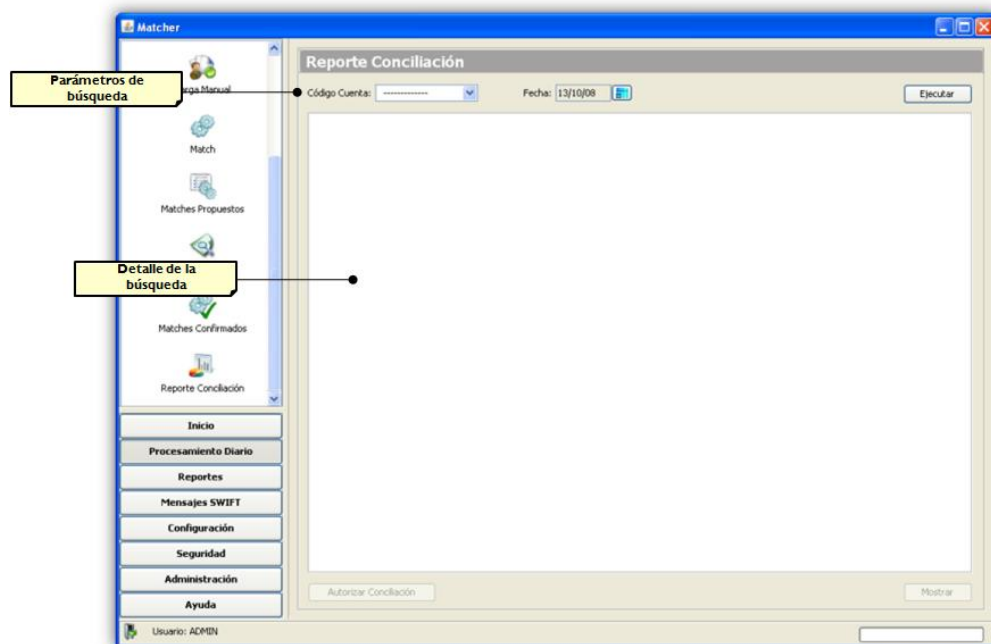 Matcher
Parámetros de
búsqueda
arga Manual
Match
Matches Propuestos
Detalle de la
búsqueda
Matches Confirmados
Reporte Conciliación
Inicio
Procesamiento Diario
Reportes
Mensajes SWIFT
Configuración
Seguridad
Administración
Ayuda
Reporte Conciliación
Código Cuenta: -------------
Fecha: 13/10/08
Ejecutar
Autorizar Conciliación
Mostrar
Usuario: ADMIN